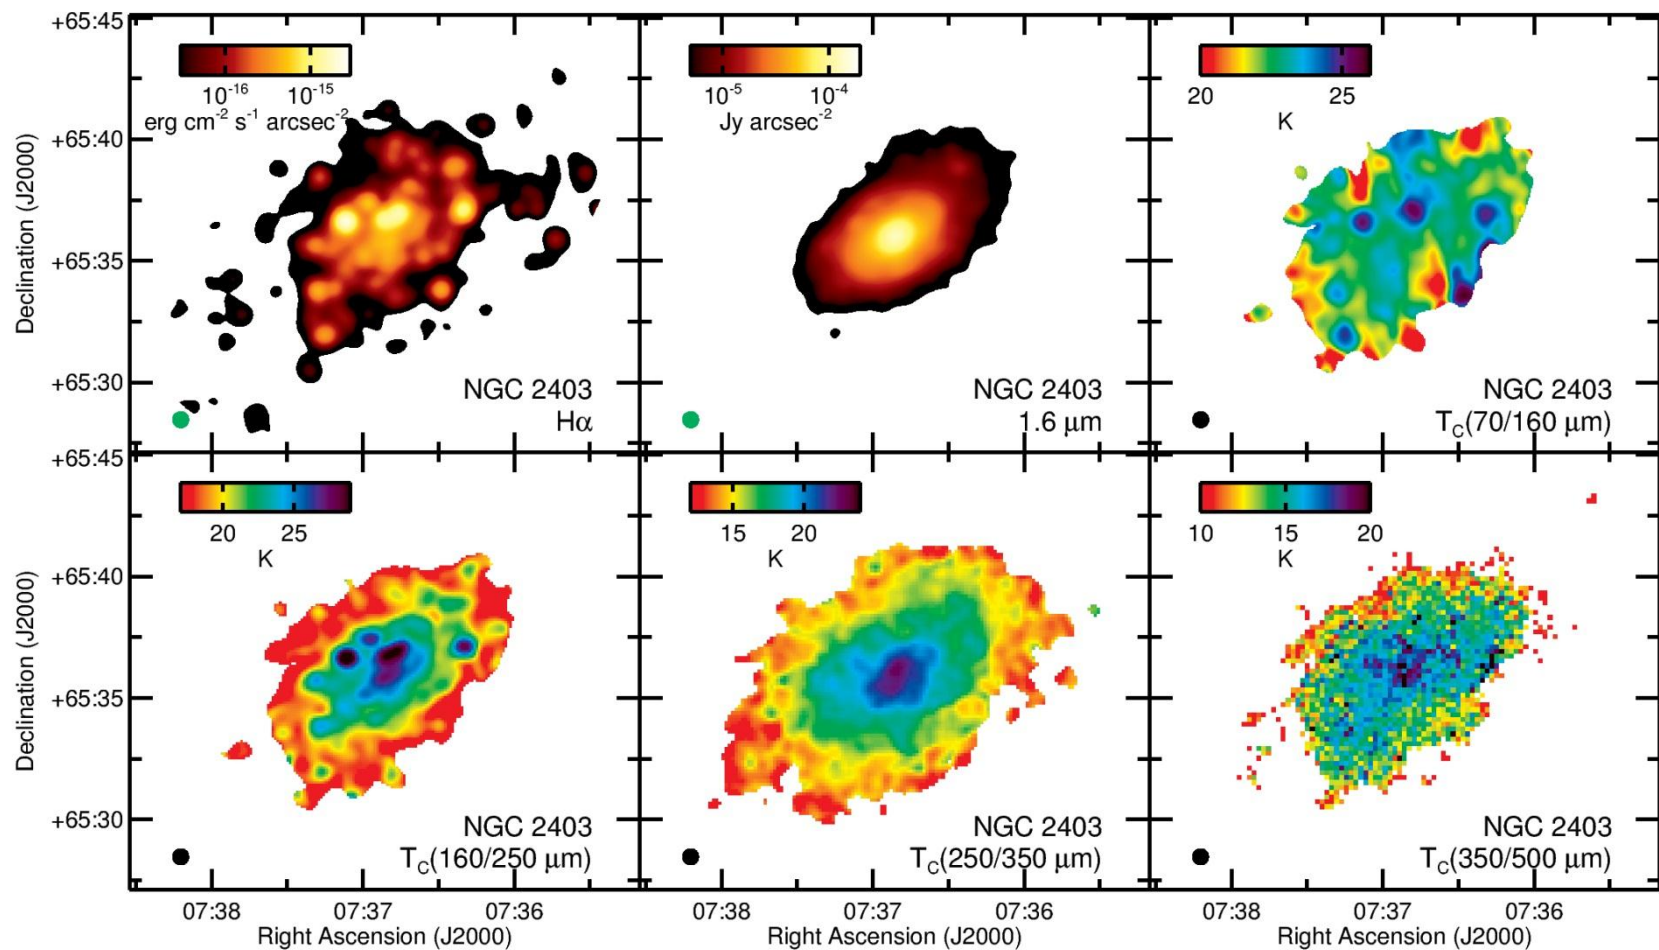 +65:45
+65:40
+65:35
+65:30
Declination (J2000)
10⁻¹⁶ 10⁻¹⁵
erg cm⁻² s⁻¹ arcsec⁻²
NGC 2403
Hα
10⁻⁵ 10⁻⁴
Jy arcsec⁻²
NGC 2403
1.6 μm
20 25
K
NGC 2403
T_C(70/160 μm)
+65:45
+65:40
+65:35
+65:30
Declination (J2000)
20 25
K
NGC 2403
T_C(160/250 μm)
15 20
K
NGC 2403
T_C(250/350 μm)
10 15 20
K
NGC 2403
T_C(350/500 μm)
07:38 07:37 07:36
Right Ascension (J2000)
07:38 07:37 07:36
Right Ascension (J2000)
07:38 07:37 07:36
Right Ascension (J2000)